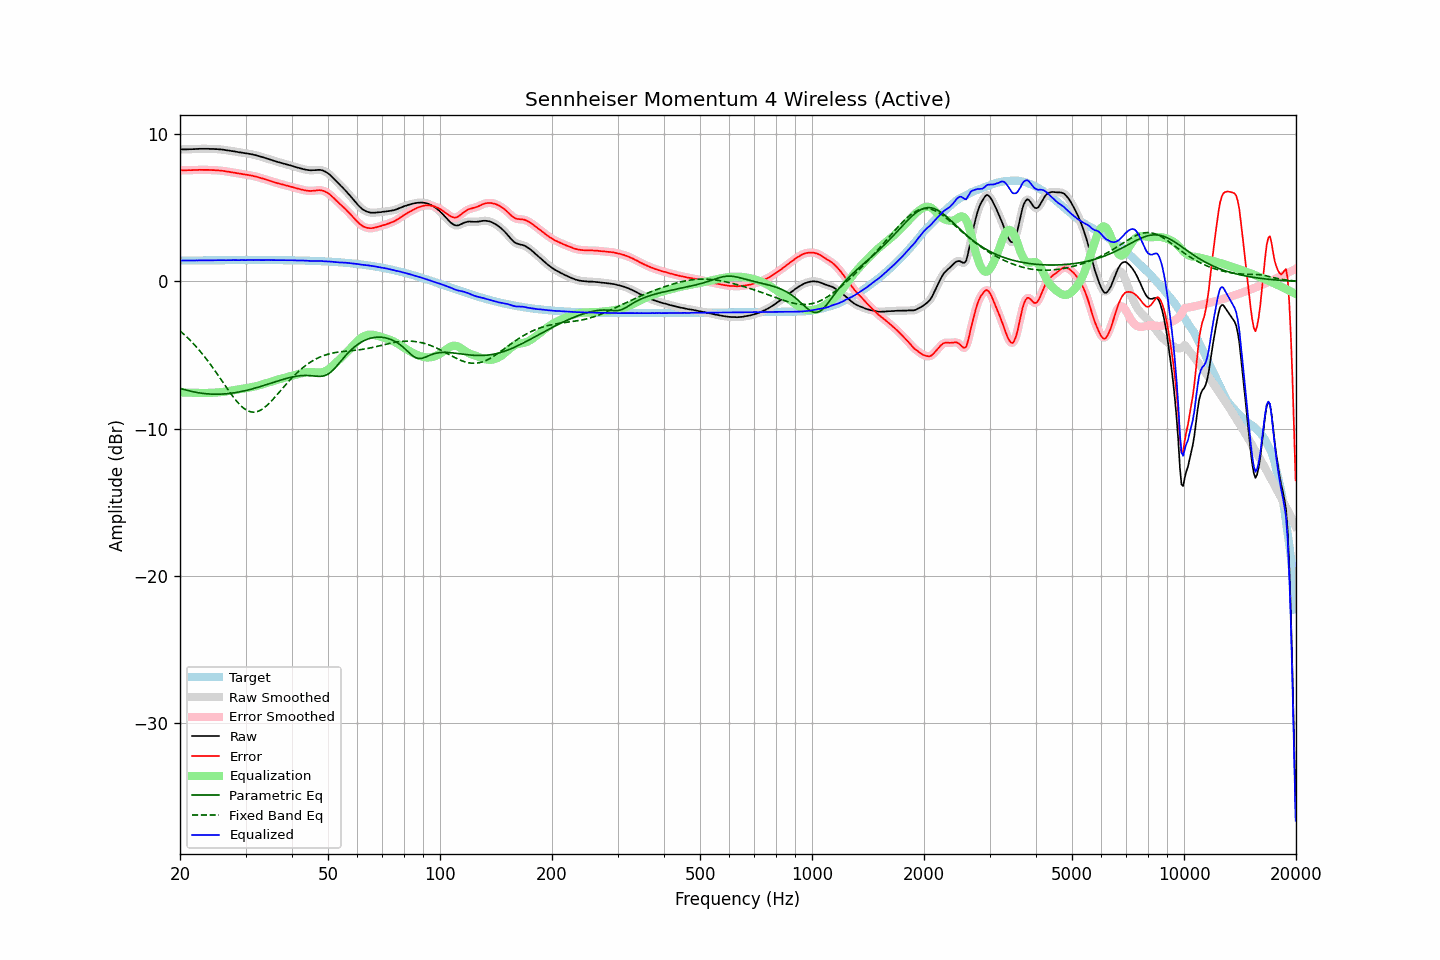 Sennheiser Momentum 4 Wireless (Active)
Amplitude (dBr)
10
0
−10
−20
−30
Target
Raw Smoothed
Error Smoothed
Raw
Error
Equalization
Parametric Eq
Fixed Band Eq
Equalized
20 50 100 200 500 1000 2000 5000 10000 20000
Frequency (Hz)